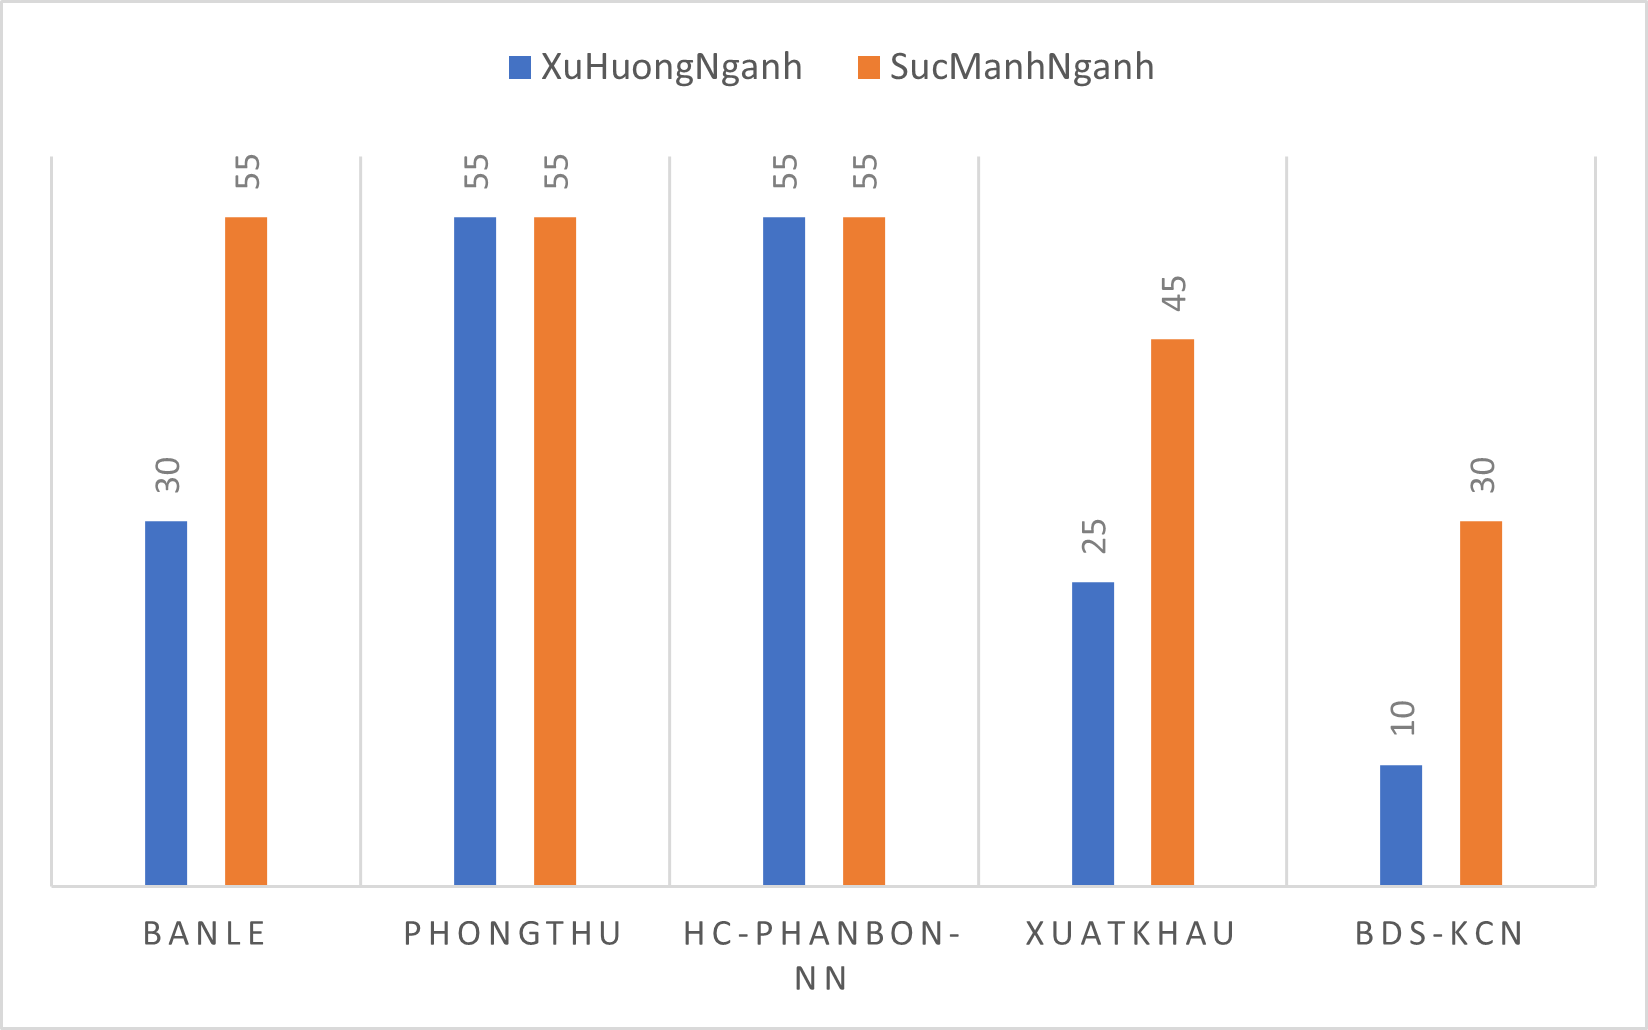 XuHuongNganh SucManhNganh
30 55 55 55 55 55 25 45 10 30
BANLE PHONGTHU HC-PHANBON-NN XUATKHAU BDS-KCN